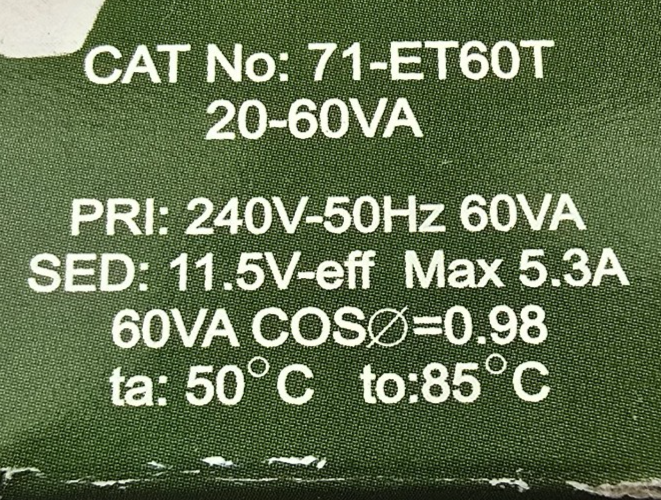 CAT No: 71-ET60T
20-60VA
PRI: 240V-50Hz 60VA
SED: 11.5V-eff Max 5.3A
60VA COS∅=0.98
ta: 50°C to:85°C